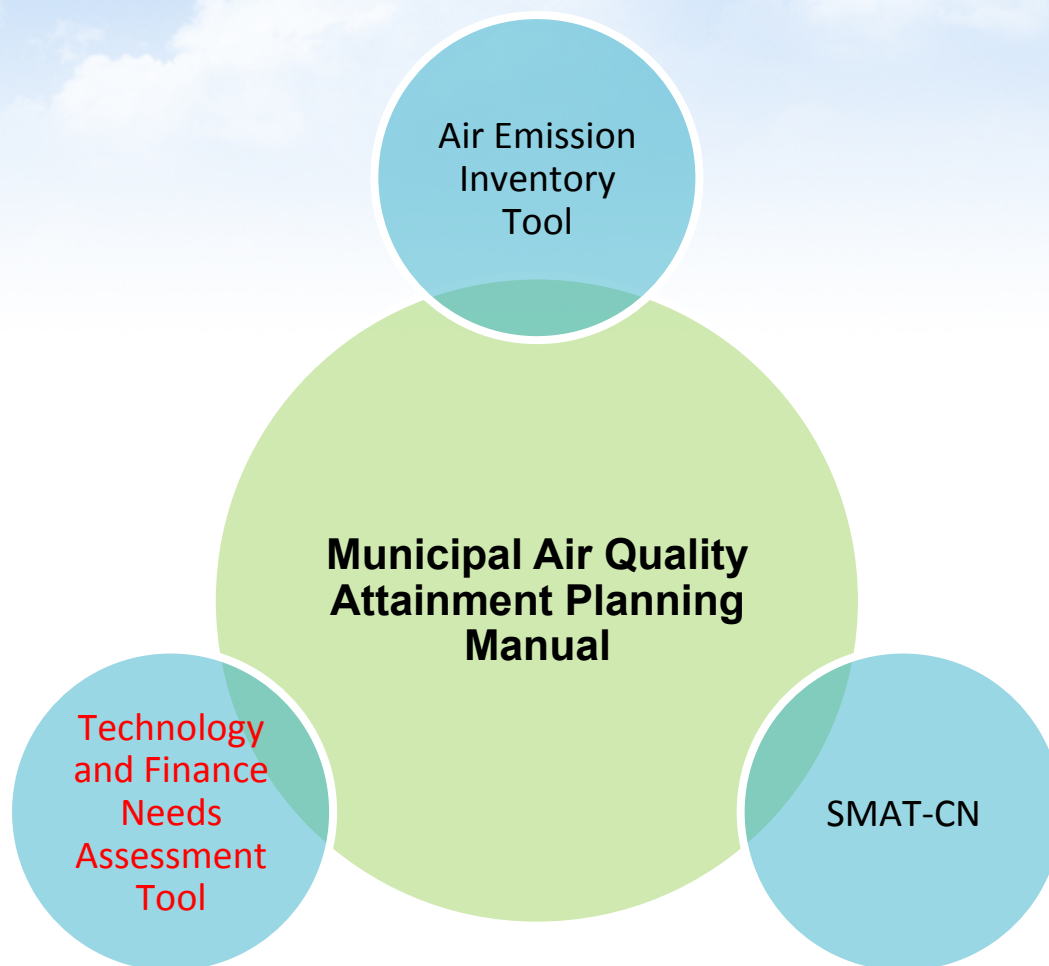 Air Emission
Inventory
Tool
Municipal Air Quality
Attainment Planning
Manual
Technology
and Finance
Needs
Assessment
Tool
SMAT-CN